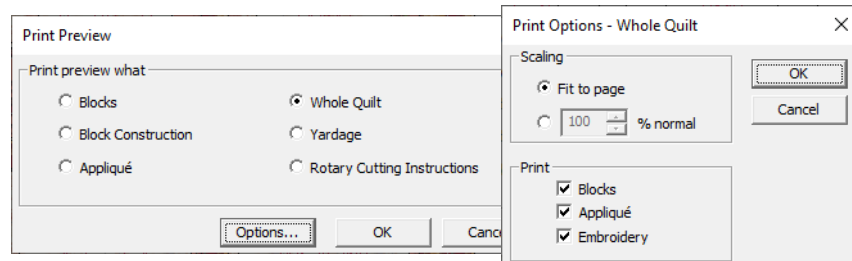 Print Preview
Print preview what
Blocks
Whole Quilt
Block Construction
Yardage
Appliqué
Rotary Cutting Instructions
Options...
OK
Cance
Print Options - Whole Quilt
Scaling
Fit to page
100 % normal
OK
Cancel
Print
Blocks
Appliqué
Embroidery